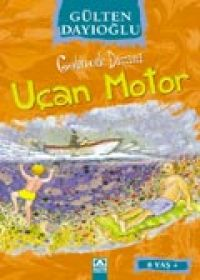 GÜLTEN
DAYIOĞLU
Uçan Motor
8 YAŞ +